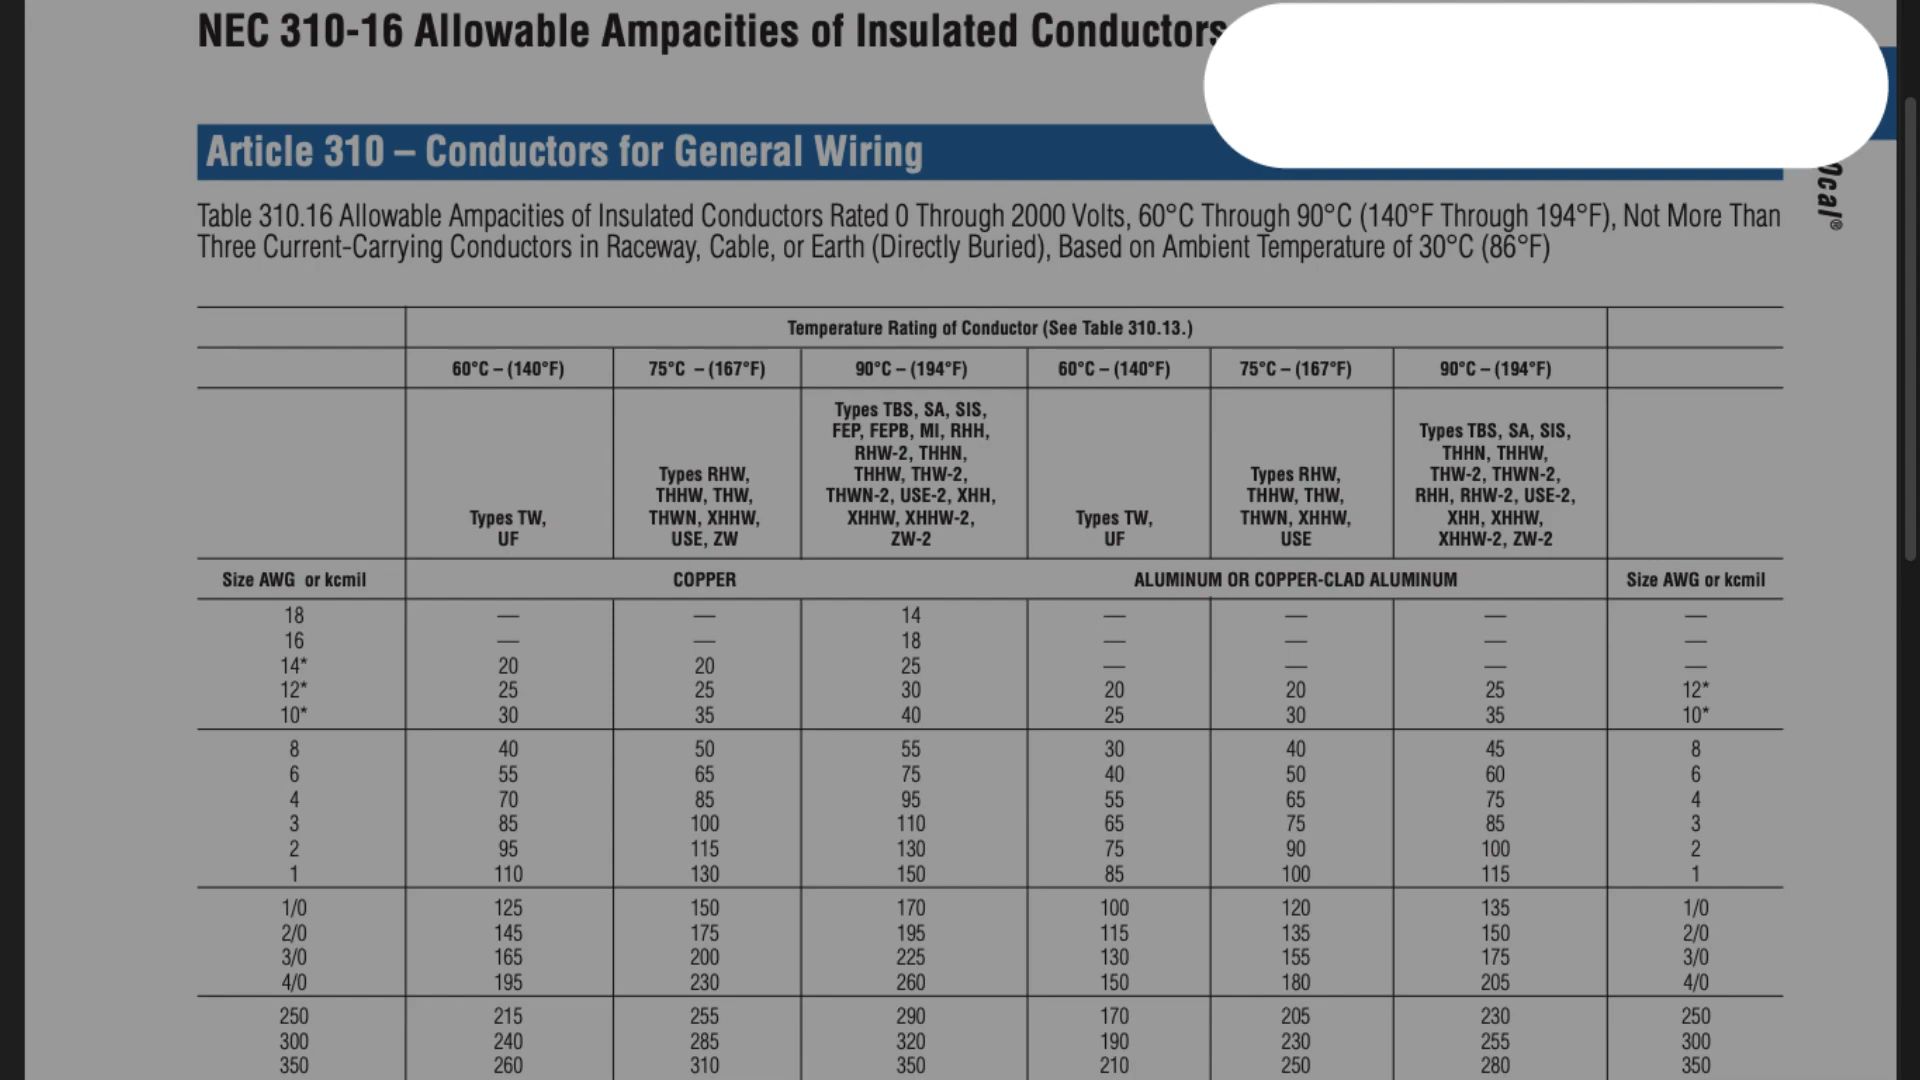 NEC 310-16 Allowable Ampacities of Insulated Conductors
Article 310 – Conductors for General Wiring
Table 310.16 Allowable Ampacities of Insulated Conductors Rated 0 Through 2000 Volts, 60°C Through 90°C (140°F Through 194°F), Not More Than
Three Current-Carrying Conductors in Raceway, Cable, or Earth (Directly Buried), Based on Ambient Temperature of 30°C (86°F)
Temperature Rating of Conductor (See Table 310.13.)
60°C – (140°F) 75°C – (167°F) 90°C – (194°F) 60°C – (140°F) 75°C – (167°F) 90°C – (194°F)
Types TW,
UF
Types RHW,
THHW, THW,
THWN, XHHW,
USE, ZW
Types TBS, SA, SIS,
FEP, FEPB, MI, RHH,
RHW-2, THHN,
THHW, THW-2,
THWN-2, USE-2, XHH,
XHHW, XHHW-2,
ZW-2
Types TW,
UF
Types RHW,
THHW, THW,
THWN, XHHW,
USE
Types TBS, SA, SIS,
THHN, THHW,
THW-2, THWN-2,
RHH, RHW-2, USE-2,
XHH, XHHW,
XHHW-2, ZW-2
Size AWG or kcmil COPPER ALUMINUM OR COPPER-CLAD ALUMINUM Size AWG or kcmil
18 — — 14 — — — —
16 — — 18 — — — —
14* 20 20 25 — — — —
12* 25 25 30 20 20 25 12*
10* 30 35 40 25 30 35 10*
8 40 50 55 30 40 45 8
6 55 65 75 40 50 60 6
4 70 85 95 55 65 75 4
3 85 100 110 65 75 85 3
2 95 115 130 75 90 100 2
1 110 130 150 85 100 115 1
1/0 125 150 170 100 120 135 1/0
2/0 145 175 195 115 135 150 2/0
3/0 165 200 225 130 155 175 3/0
4/0 195 230 260 150 180 205 4/0
250 215 255 290 170 205 230 250
300 240 285 320 190 230 255 300
350 260 310 350 210 250 280 350